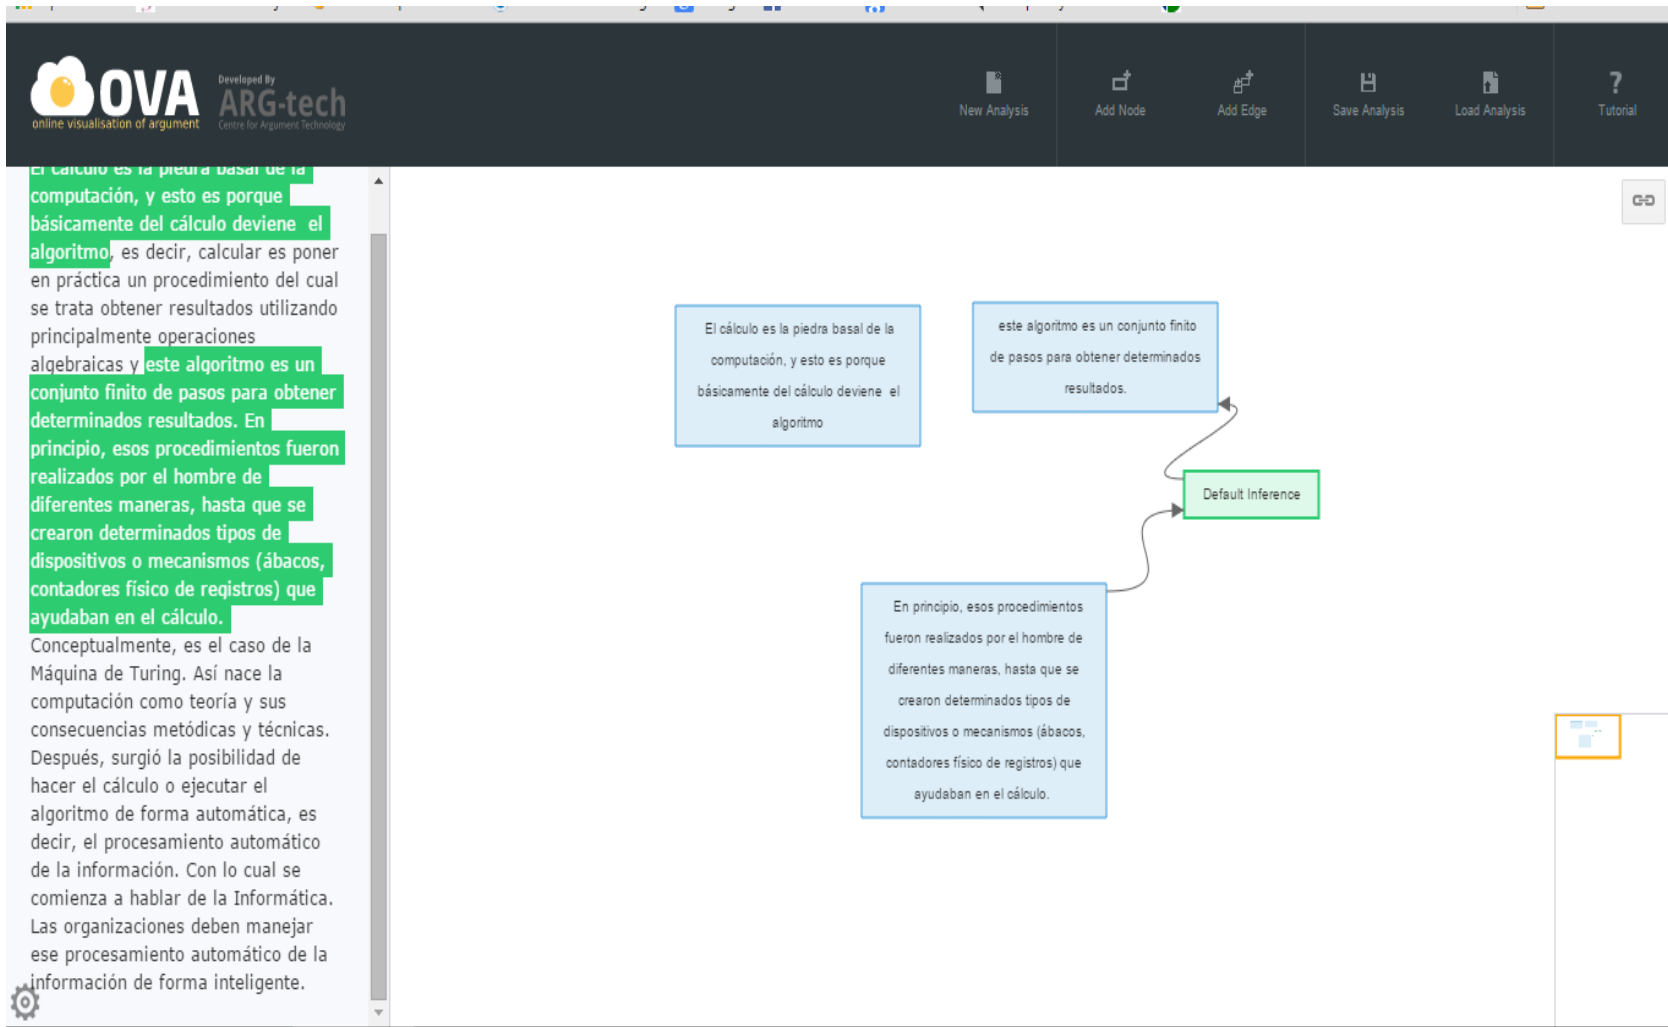 OVA
online visualisation of argument
Developed By
ARG-tech
Centre for Argument Technology
New Analysis
Add Node
Add Edge
Save Analysis
Load Analysis
?
Tutorial
El cálculo es la piedra basal de la
computación, y esto es porque
básicamente del cálculo deviene el
algoritmo, es decir, calcular es poner
en práctica un procedimiento del cual
se trata obtener resultados utilizando
principalmente operaciones
algebraicas y este algoritmo es un
conjunto finito de pasos para obtener
determinados resultados. En
principio, esos procedimientos fueron
realizados por el hombre de
diferentes maneras, hasta que se
crearon determinados tipos de
dispositivos o mecanismos (ábacos,
contadores físico de registros) que
ayudaban en el cálculo.
Conceptualmente, es el caso de la
Máquina de Turing. Así nace la
computación como teoría y sus
consecuencias metódicas y técnicas.
Después, surgió la posibilidad de
hacer el cálculo o ejecutar el
algoritmo de forma automática, es
decir, el procesamiento automático
de la información. Con lo cual se
comienza a hablar de la Informática.
Las organizaciones deben manejar
ese procesamiento automático de la
información de forma inteligente.
El cálculo es la piedra basal de la
computación, y esto es porque
básicamente del cálculo deviene el
algoritmo
este algoritmo es un conjunto finito
de pasos para obtener determinados
resultados.
Default Inference
En principio, esos procedimientos
fueron realizados por el hombre de
diferentes maneras, hasta que se
crearon determinados tipos de
dispositivos o mecanismos (ábacos,
contadores físico de registros) que
ayudaban en el cálculo.